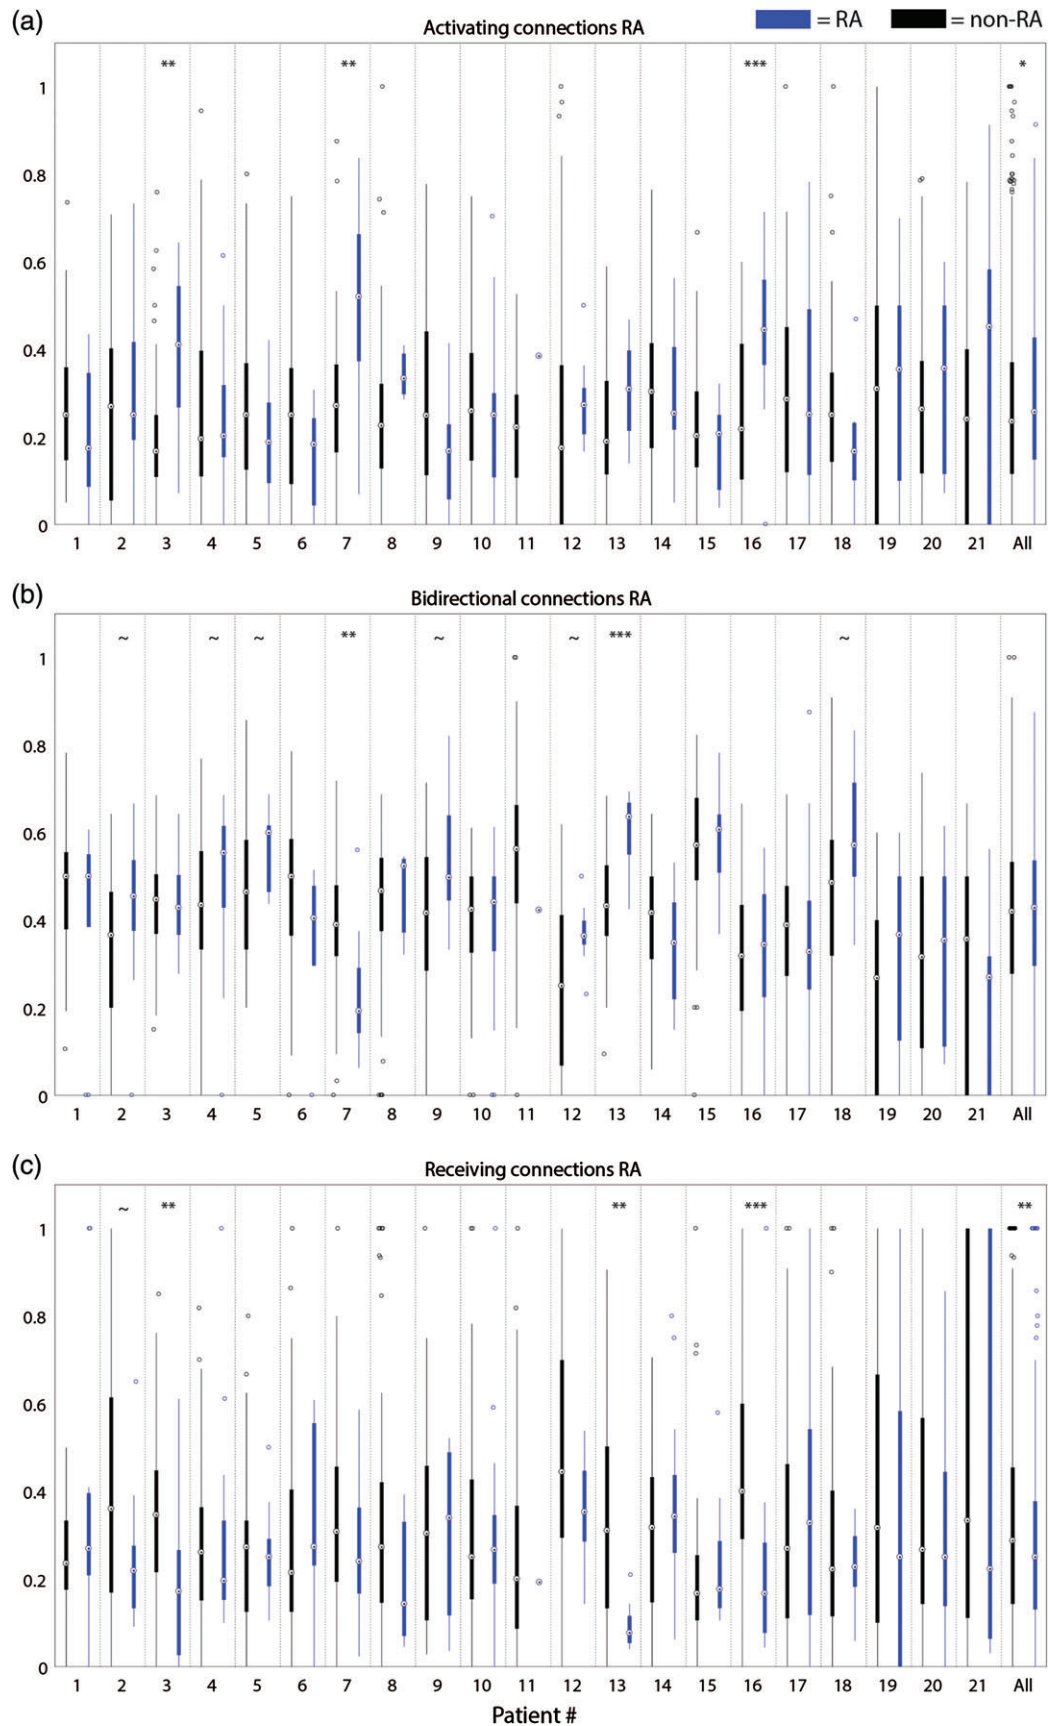 (a) Activating connections RA = RA = non-RA
** ** *** *
1
0.8
0.6
0.4
0.2
0
1 2 3 4 5 6 7 8 9 10 11 12 13 14 15 16 17 18 19 20 21 All
(b) Bidirectional connections RA
~ ~ ~ ** ~ ~ *** ~
1
0.8
0.6
0.4
0.2
0
1 2 3 4 5 6 7 8 9 10 11 12 13 14 15 16 17 18 19 20 21 All
(c) Receiving connections RA
~ ** ** *** **
1
0.8
0.6
0.4
0.2
0
1 2 3 4 5 6 7 8 9 10 11 12 13 14 15 16 17 18 19 20 21 All
Patient #